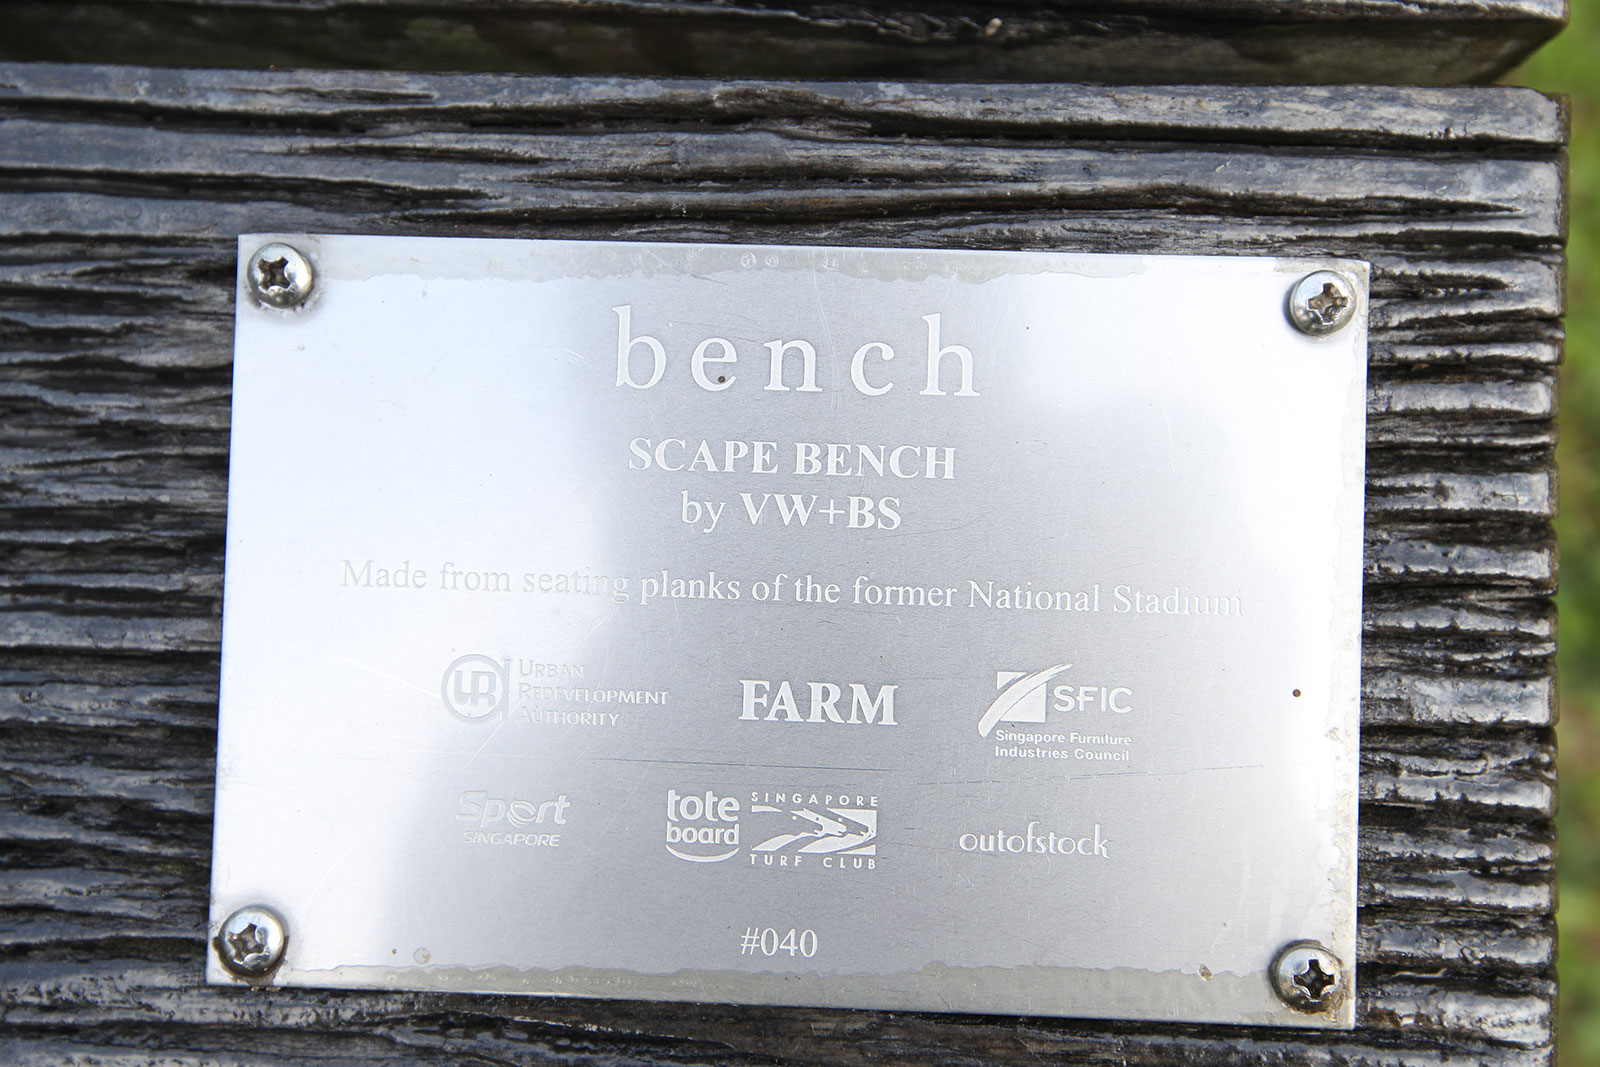 bench
SCAPE BENCH
by VW+BS
Made from seating planks of the former National Stadium
UR
URBAN
REDEVELOPMENT
AUTHORITY
FARM
SFIC
Singapore Furniture
Industries Council
Sport
SINGAPORE
tote
board
SINGAPORE
TURF CLUB
outofstock
#040